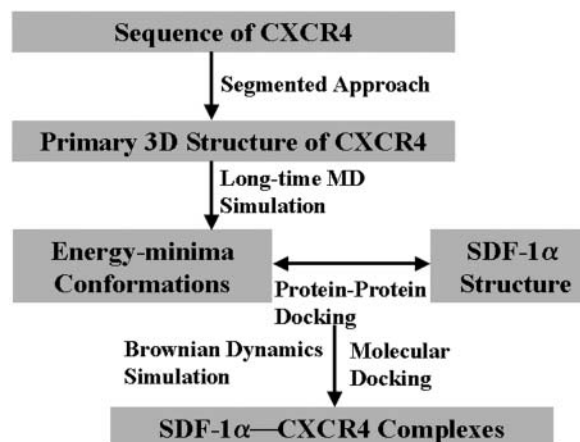 Sequence of CXCR4
Segmented Approach
Primary 3D Structure of CXCR4
Long-time MD
Simulation
Energy-minima
Conformations
SDF-1α
Structure
Protein-Protein
Docking
Brownian Dynamics
Simulation
Molecular
Docking
SDF-1α—CXCR4 Complexes